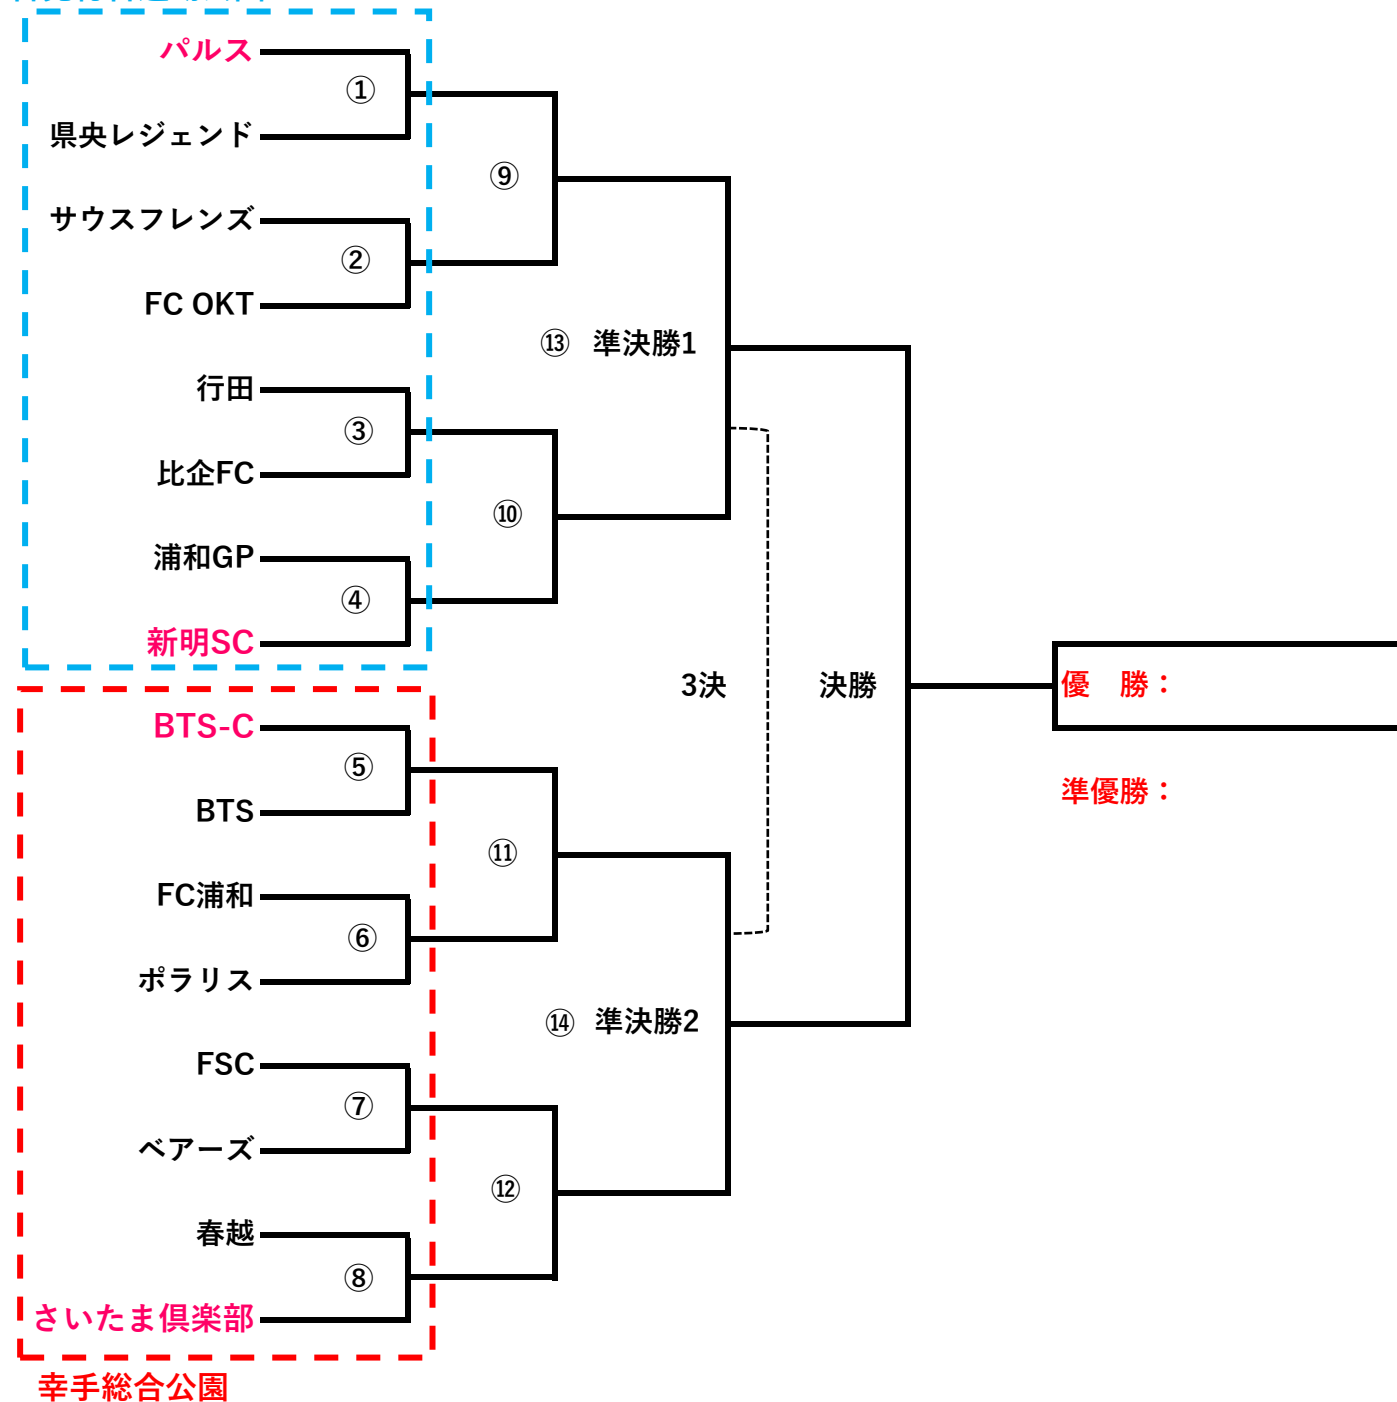 パルス
①
県央レジェンド
⑨
サウスフレンズ
②
FC OKT
⑬ 準決勝1
行田
③
比企FC
⑩
浦和GP
④
新明SC
3決 決勝
優　勝：
BTS-C
⑤
準優勝：
BTS
⑪
FC浦和
⑥
ポラリス
⑭ 準決勝2
FSC
⑦
ベアーズ
⑫
春越
⑧
さいたま倶楽部
幸手総合公園